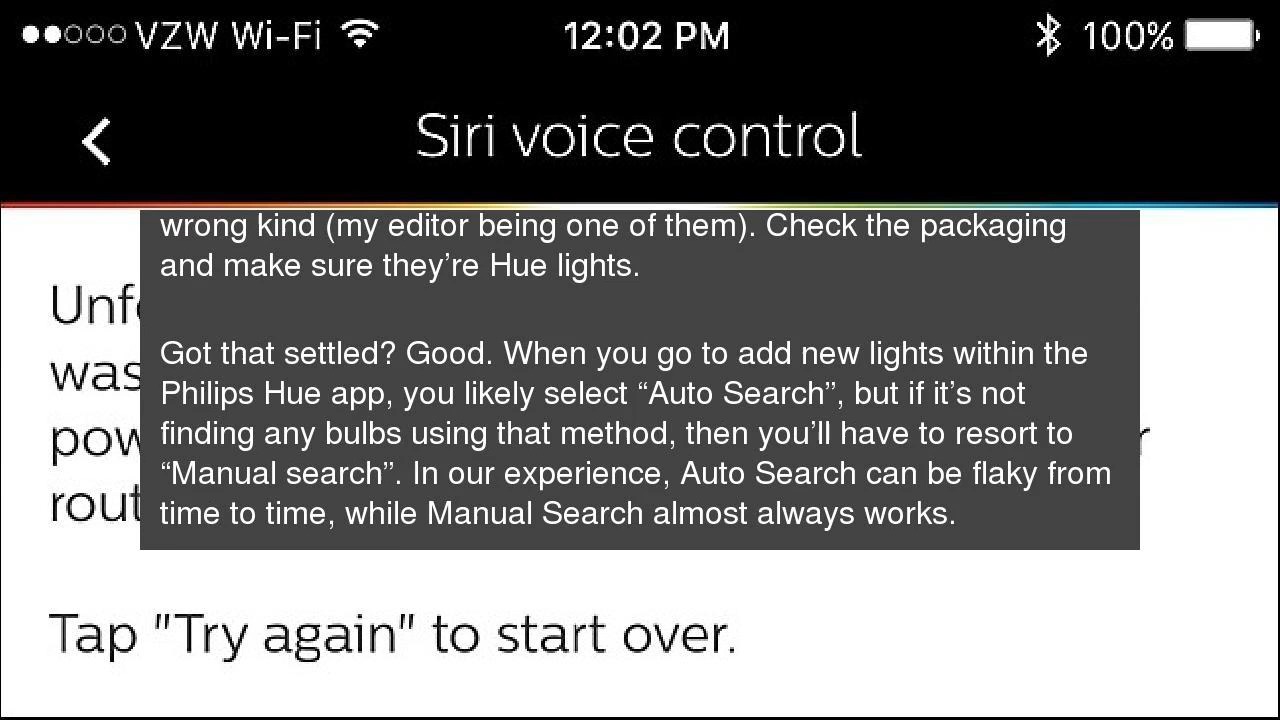 VZW Wi-Fi 12:02 PM 100%
Siri voice control
wrong kind (my editor being one of them). Check the packaging
and make sure they’re Hue lights.
Got that settled? Good. When you go to add new lights within the
Philips Hue app, you likely select “Auto Search”, but if it’s not
finding any bulbs using that method, then you’ll have to resort to
“Manual search”. In our experience, Auto Search can be flaky from
time to time, while Manual Search almost always works.
was
Tap "Try again" to start over.